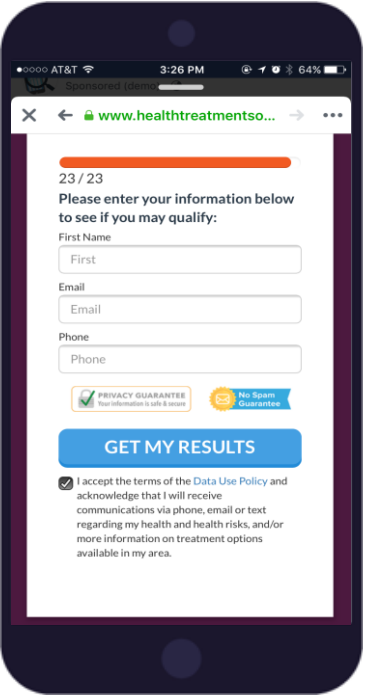 AT&T 3:26 PM 64%
Sponsored (demo)
www.healthtreatmentso...
23 / 23
Please enter your information below
to see if you may qualify:
First Name
First
Email
Email
Phone
Phone
PRIVACY GUARANTEE
Your information is safe & secure
No Spam
Guarantee
GET MY RESULTS
I accept the terms of the Data Use Policy and
acknowledge that I will receive
communications via phone, email or text
regarding my health and health risks, and/or
more information on treatment options
available in my area.